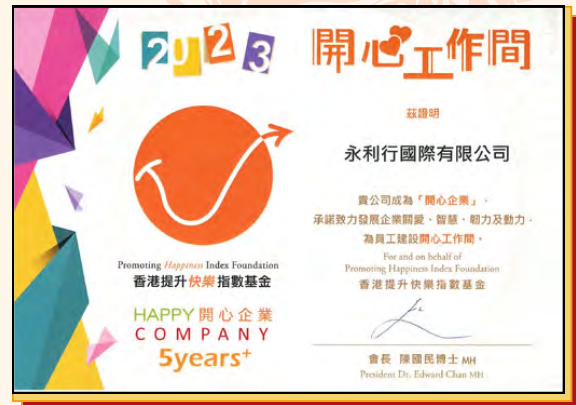 2023
Promoting Happiness Index Foundation
香港提升快樂指數基金
HAPPY 開心企業
COMPANY
5years+
開心工作間
茲證明
永利行國際有限公司
貴公司成為「開心企業」，
承諾致力發展企業關愛、智慧、韌力及動力，
為員工建設開心工作間。
For and on behalf of
Promoting Happiness Index Foundation
香港提升快樂指數基金
會長 陳國民博士 MH
President Dr. Edward Chan MH